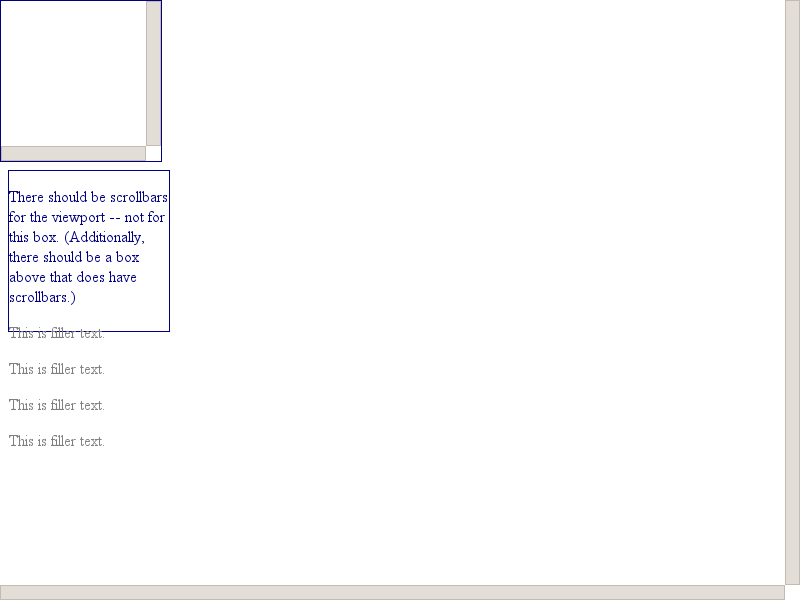 There should be scrollbars
for the viewport -- not for
this box. (Additionally,
there should be a box
above that does have
scrollbars.)
This is filler text.
This is filler text.
This is filler text.
This is filler text.